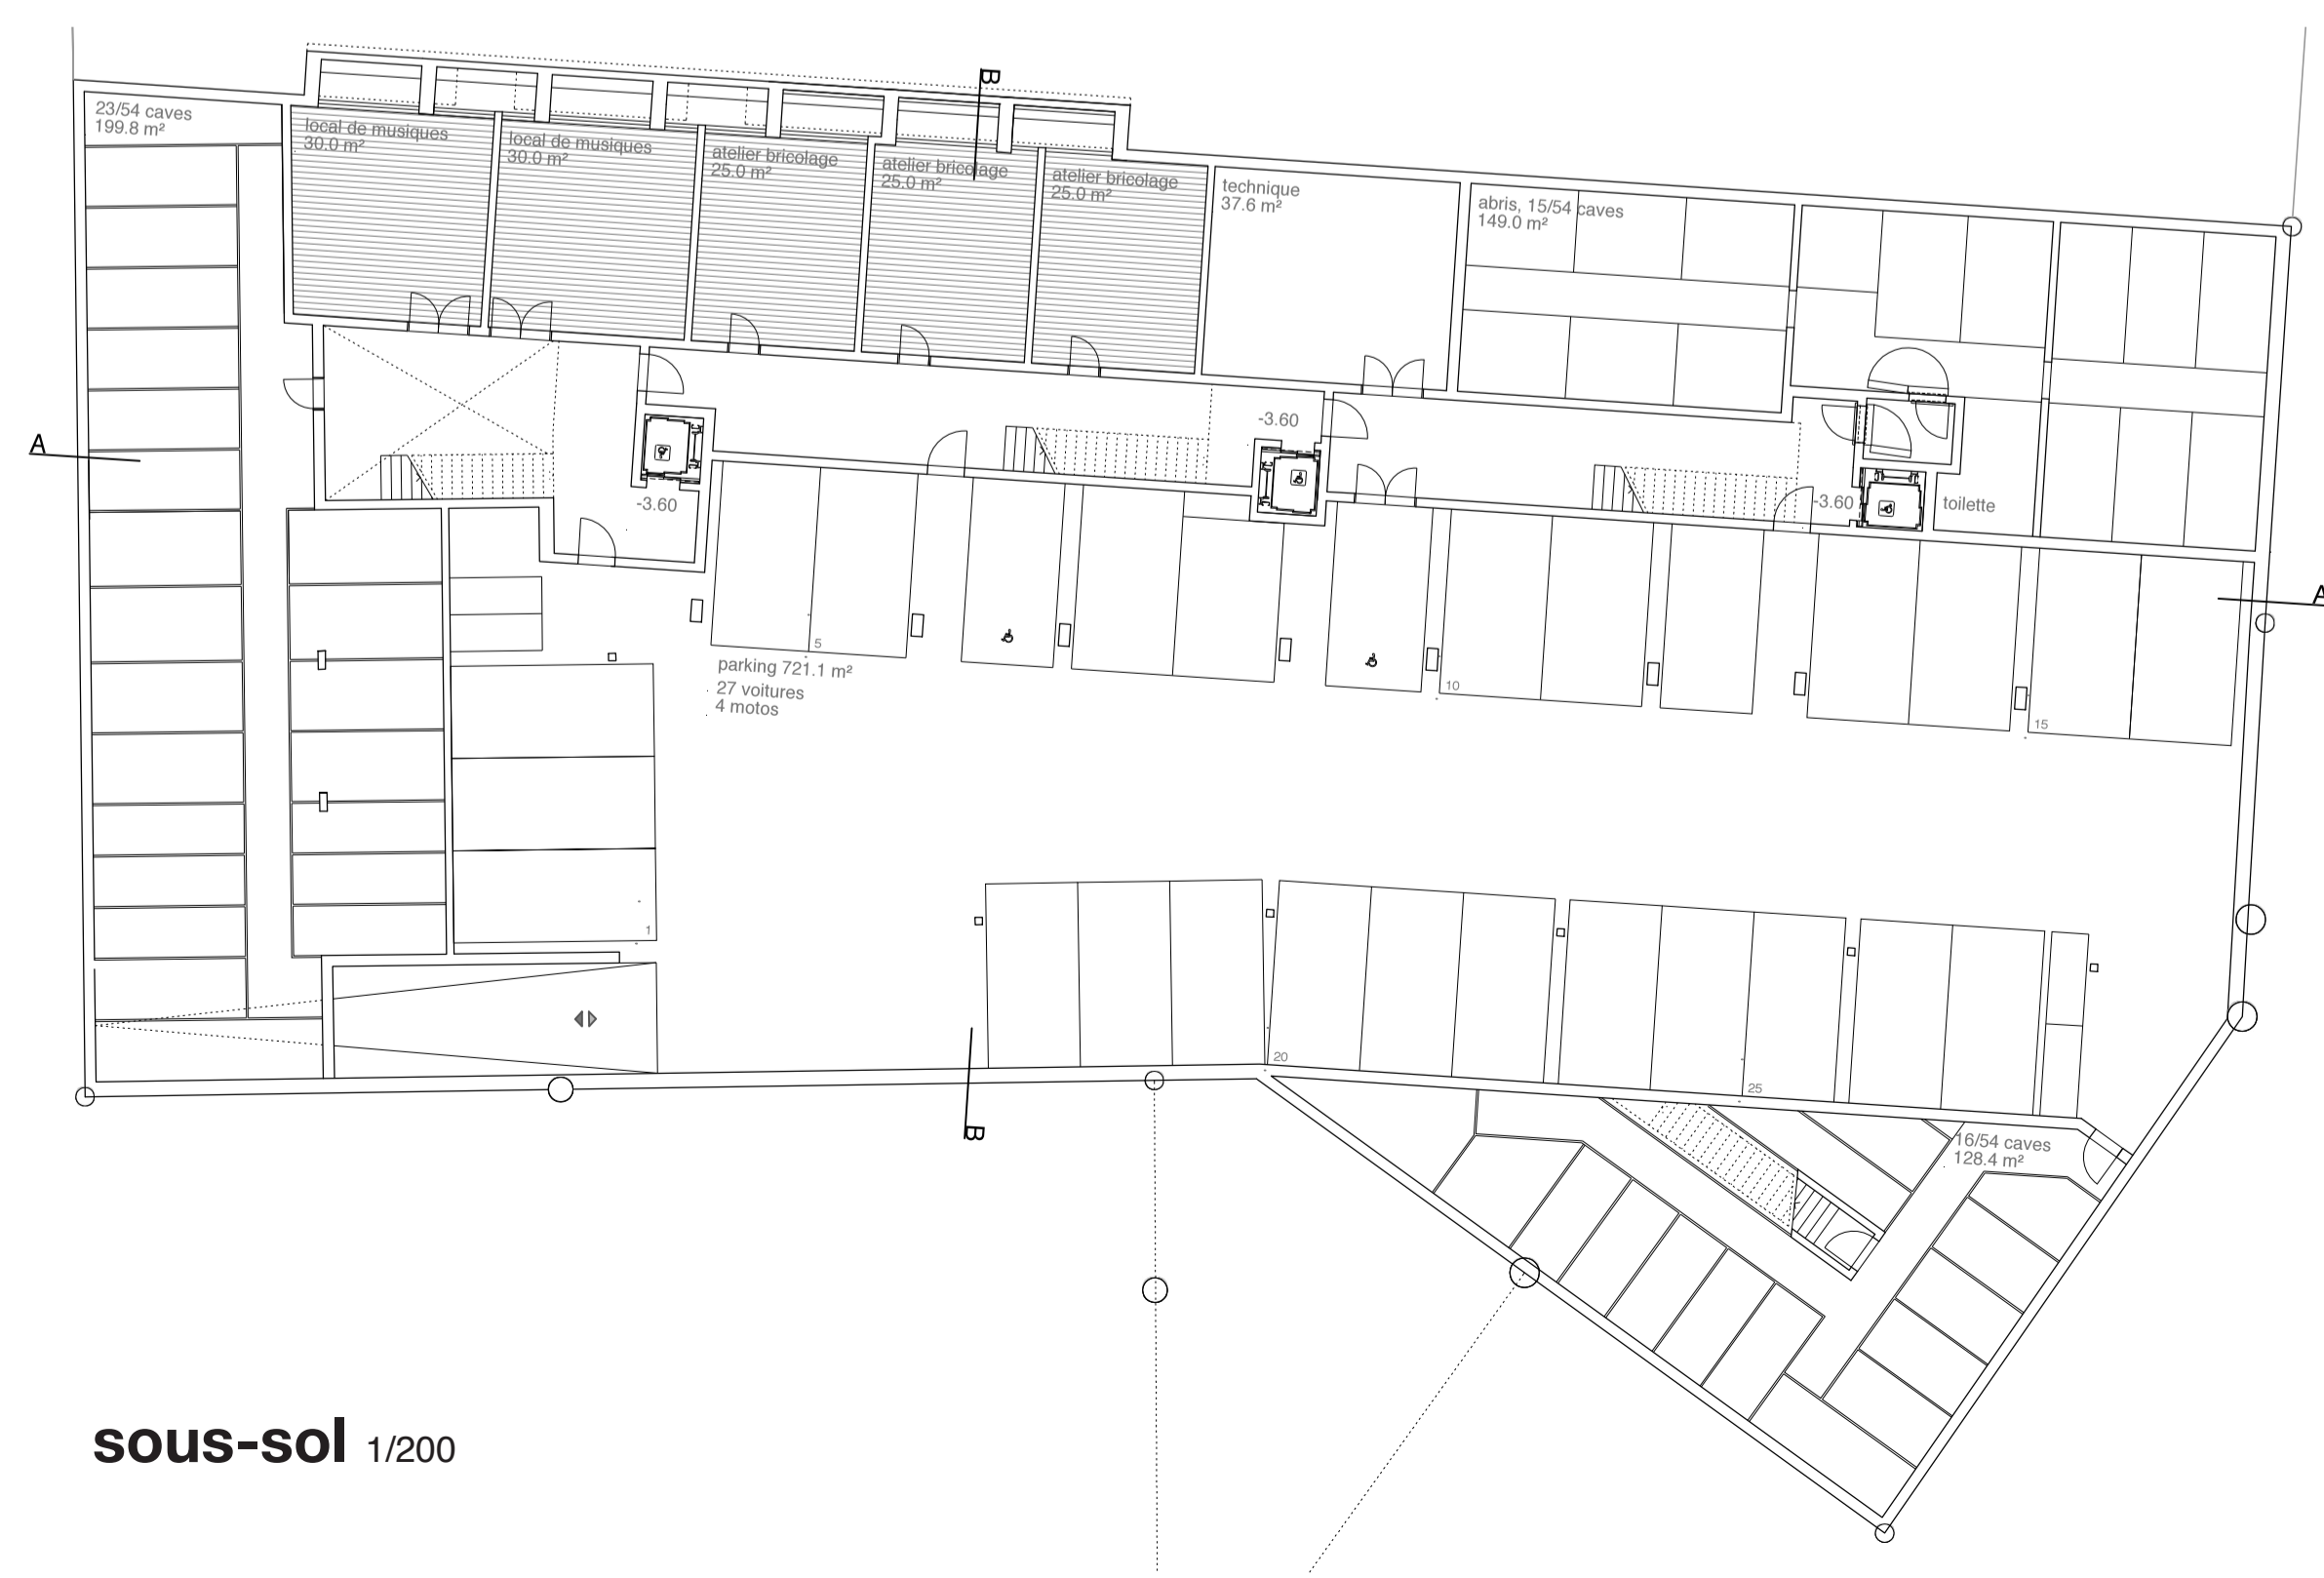 B
23/54 caves
199.8 m²
local de musiques
30.0 m²
local de musiques
30.0 m²
atelier bricolage
25.0 m²
atelier bricolage
25.0 m²
atelier bricolage
25.0 m²
technique
37.6 m²
abris, 15/54 caves
149.0 m²
A
-3.60
-3.60
-3.60
toilette
A
5
parking 721.1 m²
27 voitures
4 motos
10
15
1
20
25
B
16/54 caves
128.4 m²
sous-sol 1/200